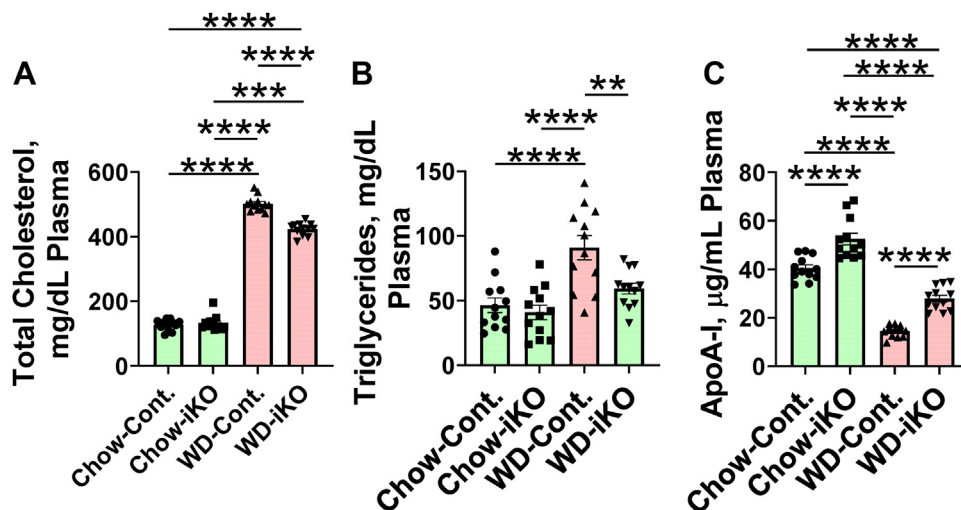 A
****
****
***
****
****
Total Cholesterol,
mg/dL Plasma
600
400
200
0
Chow-Cont.
Chow-iKO
WD-Cont.
WD-iKO
B
**
****
****
Triglycerides, mg/dL
Plasma
150
100
50
0
Chow-Cont.
Chow-iKO
WD-Cont.
WD-iKO
C
****
****
****
****
****
****
ApoA-I, μg/mL Plasma
80
60
40
20
0
Chow-Cont.
Chow-iKO
WD-Cont.
WD-iKO